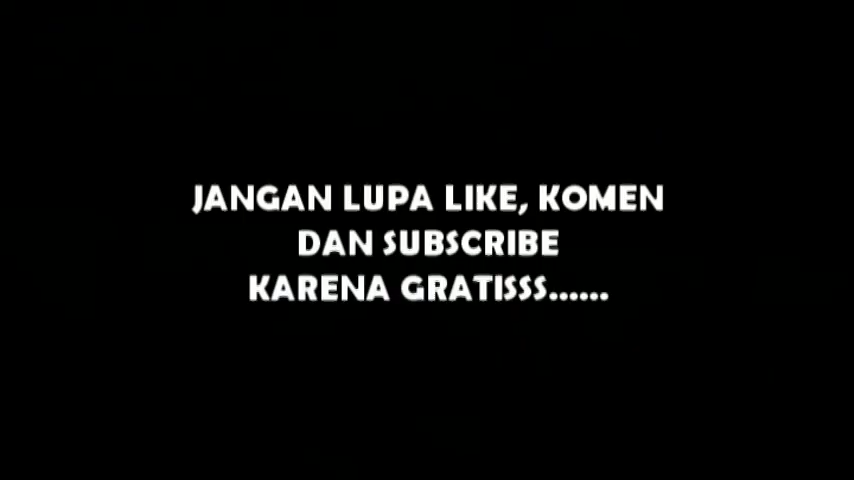 JANGAN LUPA LIKE, KOMEN
DAN SUBSCRIBE
KARENA GRATISSS......